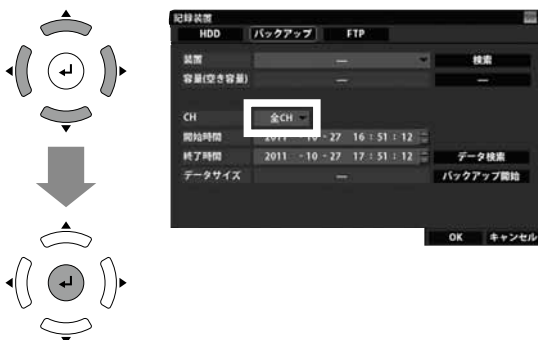 記録装置
HDD バックアップ FTP
装置 — 検索
容量(空き容量) — —
CH 全CH
開始時間 2011 - 10 - 27 16 : 51 : 12
終了時間 2011 - 10 - 27 17 : 51 : 12 データ検索
データサイズ — バックアップ開始
OK キャンセル